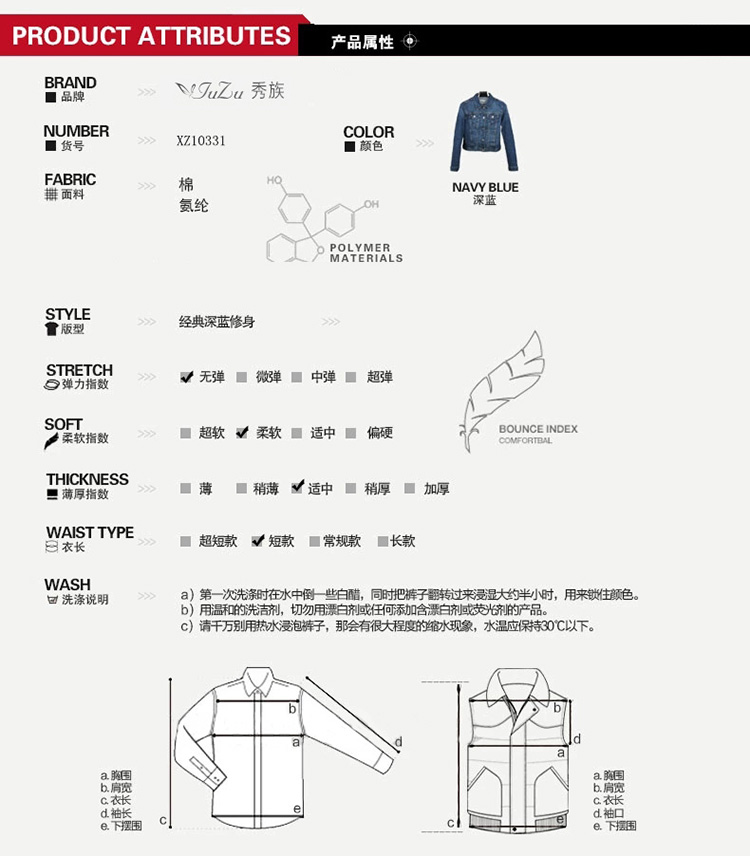 PRODUCT ATTRIBUTES 产品属性
BRAND
品牌
>>> XiuZu 秀族
NUMBER
货号
>>> XZ10331
COLOR
颜色
>>>
NAVY BLUE
深蓝
FABRIC
面料
>>> 棉
氨纶
HO
OH
O
POLYMER
MATERIALS
STYLE
版型
>>> 经典深蓝修身 >>>
STRETCH
弹力指数
>>> 无弹 微弹 中弹 超弹
SOFT
柔软指数
>>> 超软 柔软 适中 偏硬
BOUNCE INDEX
COMFORTBAL
THICKNESS
薄厚指数
>>> 薄 稍薄 适中 稍厚 加厚
WAIST TYPE
衣长
>>> 超短款 短款 常规款 长款
WASH
洗涤说明
>>> a）第一次洗涤时在水中倒一些白醋，同时把裤子翻转过来浸湿大约半小时，用来锁住颜色。
b）用温和的洗洁剂，切勿用漂白剂或任何添加含漂白剂或荧光剂的产品。
c）请千万别用热水浸泡裤子，那会有很大程度的缩水现象，水温应保持30℃以下。
a.胸围
b.肩宽
c.衣长
d.袖长
e.下摆围
b
a
d
c
e
b
d
a
c
e
a.胸围
b.肩宽
c.衣长
d.袖口
e.下摆围